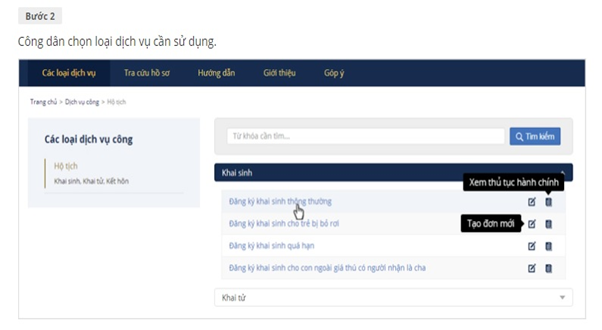 Bước 2
Công dân chọn loại dịch vụ cần sử dụng.
Các loại dịch vụ Tra cứu hồ sơ Hướng dẫn Giới thiệu Góp ý
Trang chủ > Dịch vụ công > Hộ tịch
Các loại dịch vụ công
Hộ tịch
Khai sinh, Khai tử, Kết hôn
Từ khóa cần tìm... Tìm kiếm
Khai sinh
Xem thủ tục hành chính
Đăng ký khai sinh thông thường
Đăng ký khai sinh cho trẻ bị bỏ rơi
Tạo đơn mới
Đăng ký khai sinh quá hạn
Đăng ký khai sinh cho con ngoài giá thú có người nhận là cha
Khai tử